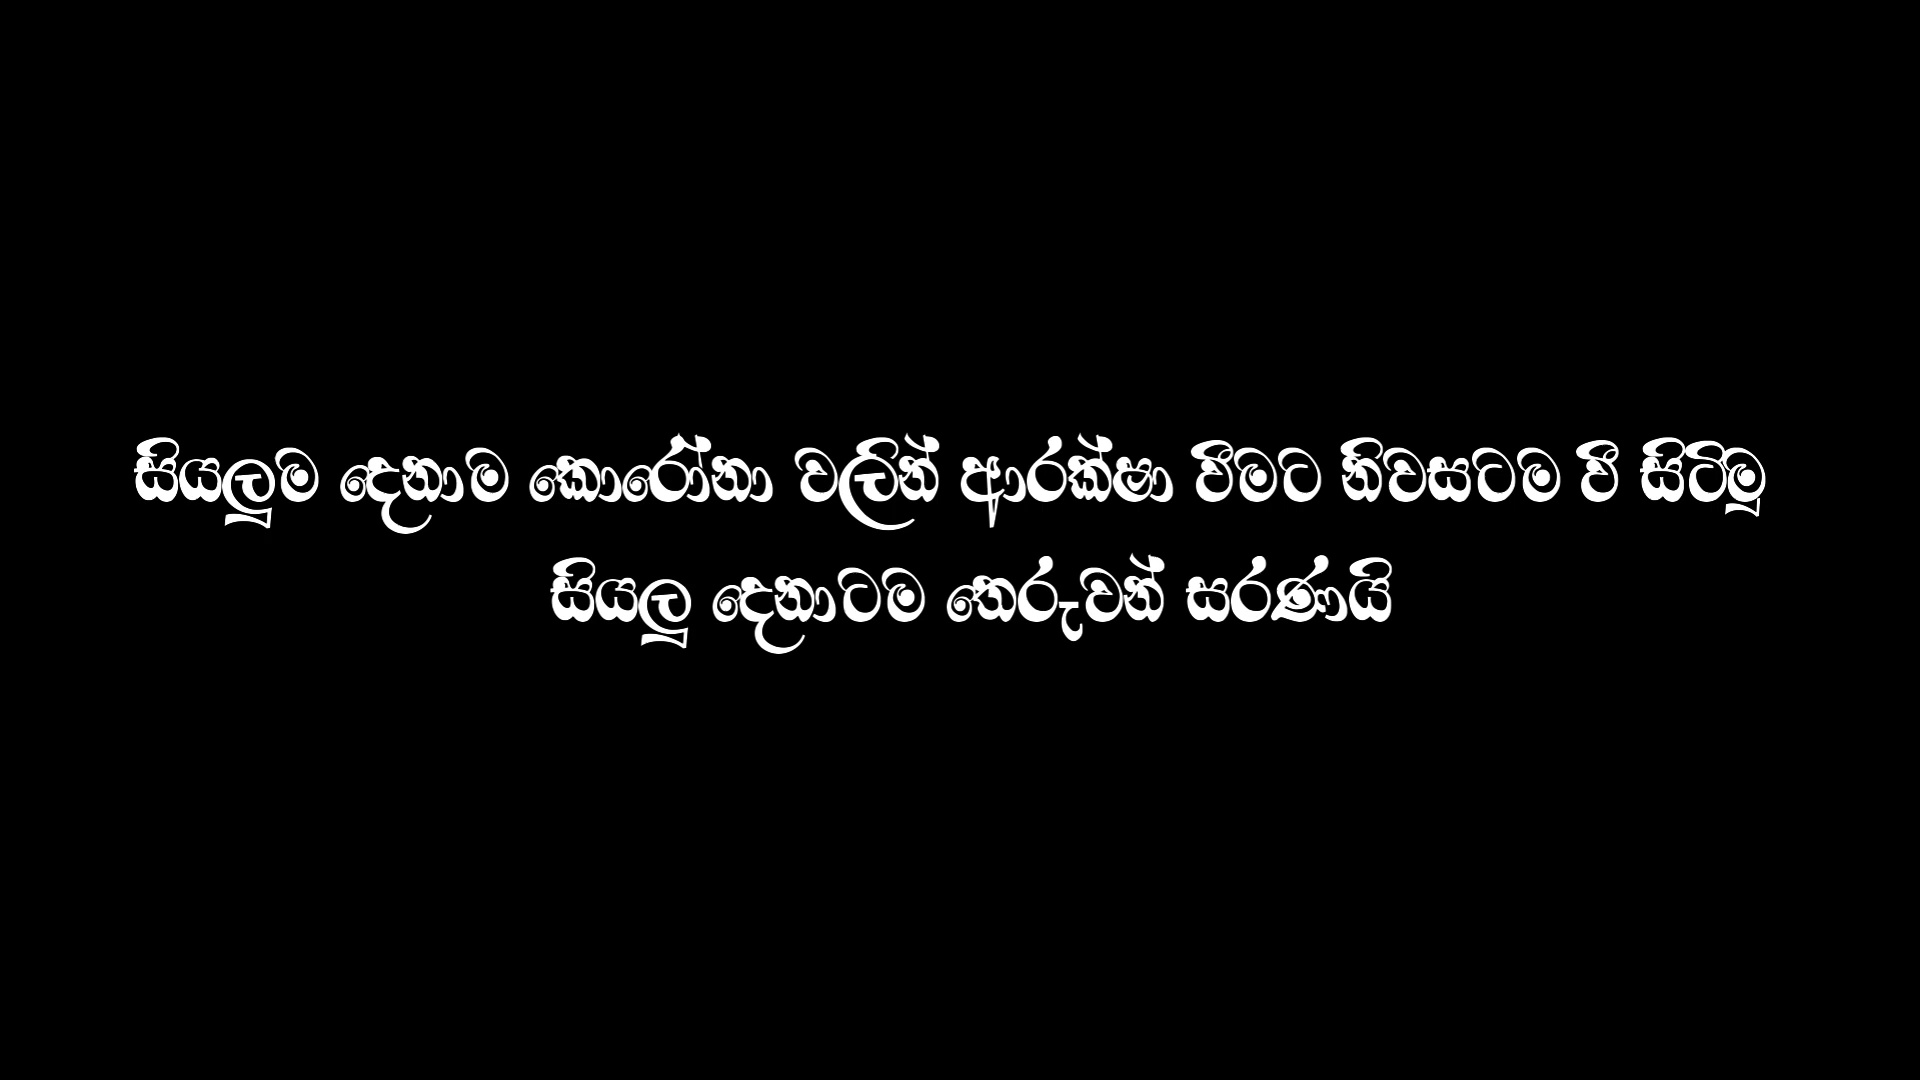 සියලුම දෙනාම කොරෝනා වලින් ආරක්ෂා වීමට නිවසටම වී සිටිමු
සියලු දෙනාටම තෙරුවන් සරණයි